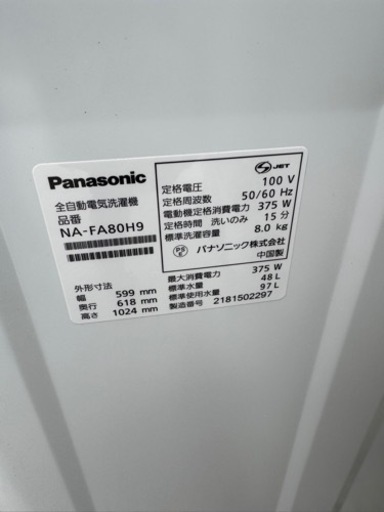 Panasonic
全自動電気洗濯機
品番
NA-FA80H9
外形寸法
幅 599 mm
奥行 618 mm
高さ 1024 mm
S JET
定格電圧 100 V
定格周波数 50/60 Hz
電動機定格消費電力 375 W
定格時間 洗いのみ 15 分
標準洗濯容量 8.0 kg
PSE パナソニック株式会社
中国製
最大消費電力 375 W
標準水量 48 L
標準使用水量 97 L
製造番号 2181502297